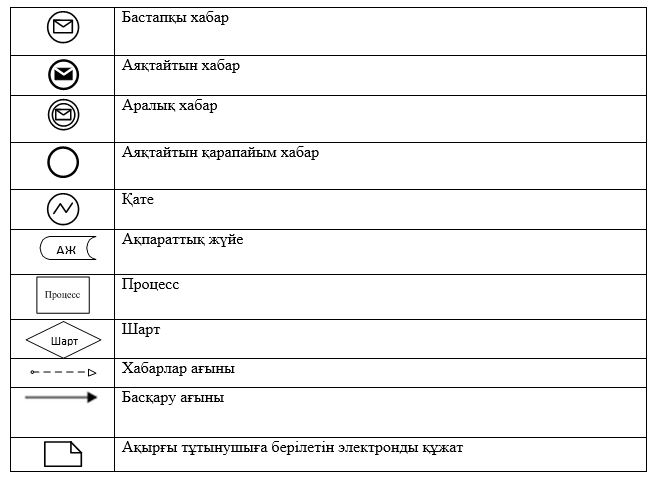 Бастапқы хабар
Аяқтайтын хабар
Аралық хабар
Аяқтайтын қарапайым хабар
Қате
АЖ Ақпараттық жүйе
Процесс Процесс
Шарт Шарт
Хабарлар ағыны
Басқару ағыны
Ақырғы тұтынушыға берілетін электронды құжат